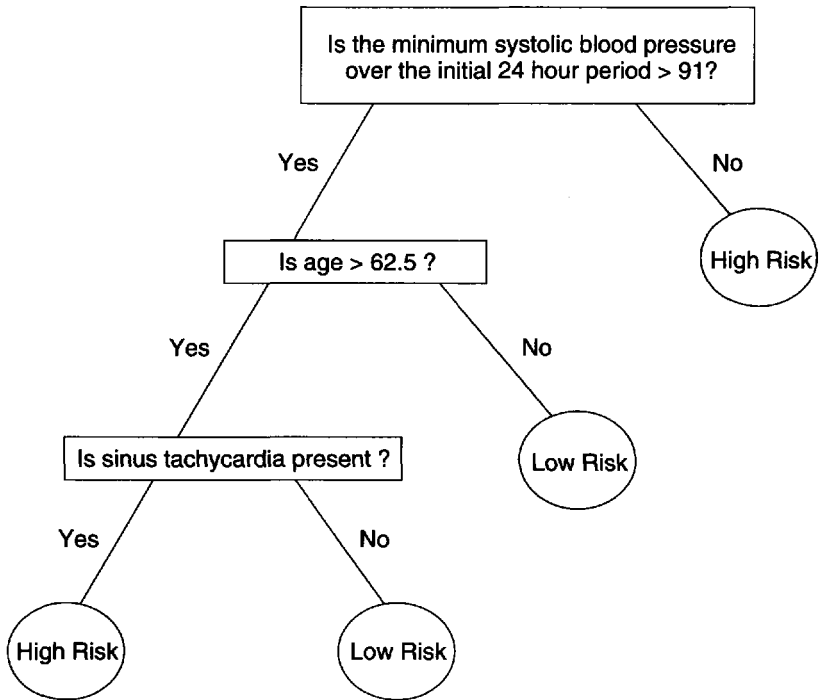 Is the minimum systolic blood pressure
over the initial 24 hour period > 91?
Yes
No
Is age > 62.5 ?
High Risk
Yes
No
Is sinus tachycardia present ?
Low Risk
Yes
No
High Risk
Low Risk